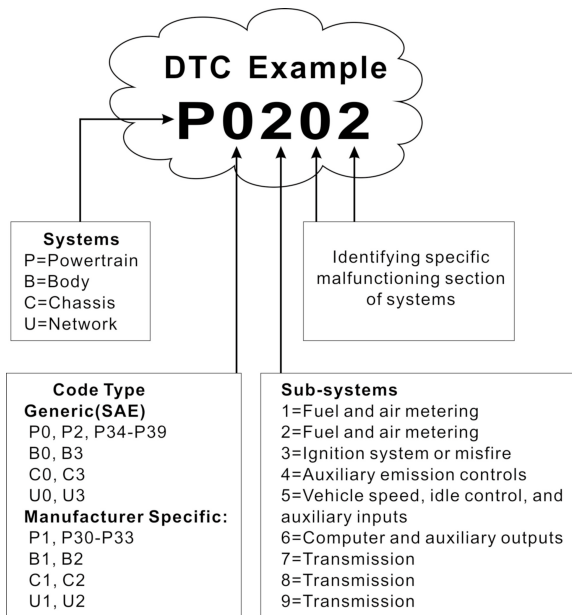 DTC Example
P0202
Systems
P=Powertrain
B=Body
C=Chassis
U=Network
Identifying specific
malfunctioning section
of systems
Code Type
Generic(SAE)
P0, P2, P34-P39
B0, B3
C0, C3
U0, U3
Manufacturer Specific:
P1, P30-P33
B1, B2
C1, C2
U1, U2
Sub-systems
1=Fuel and air metering
2=Fuel and air metering
3=Ignition system or misfire
4=Auxiliary emission controls
5=Vehicle speed, idle control, and
auxiliary inputs
6=Computer and auxiliary outputs
7=Transmission
8=Transmission
9=Transmission